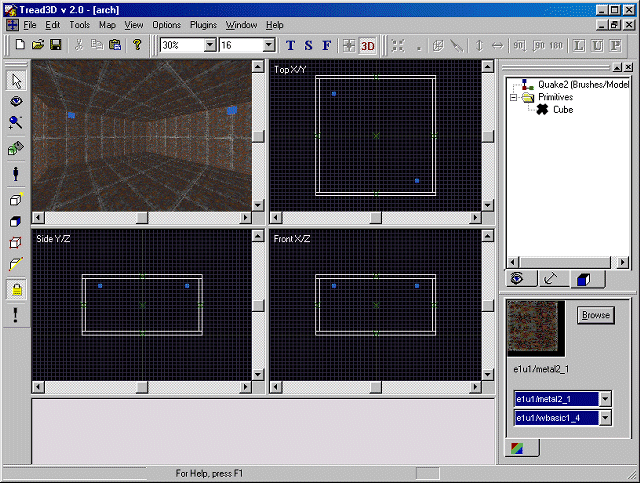 Tread3D v 2.0 - [arch]
File Edit Tools Map View Options Plugins Window Help
30% 16 T S F 3D 90 90 180 L U P
Top X/Y
Quake2 (Brushes/Model
Primitives
Cube
Side Y/Z
Front X/Z
Browse
e1u1/metal2_1
e1u1/metal2_1
e1u1/wbasic1_4
For Help, press F1